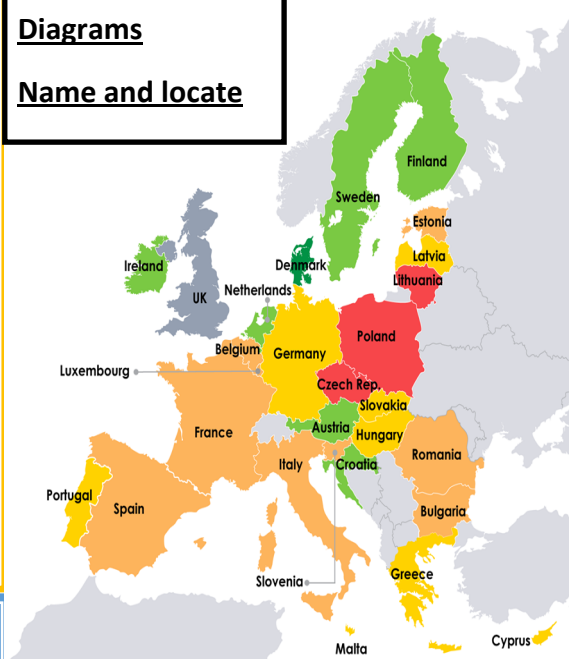 Diagrams
Name and locate
Finland
Sweden
Estonia
Latvia
Lithuania
Ireland
Denmark
Netherlands
UK
Poland
Belgium
Germany
Luxembourg
Czech Rep.
Slovakia
Austria
Hungary
France
Romania
Italy
Croatia
Portugal
Spain
Bulgaria
Slovenia
Greece
Malta
Cyprus